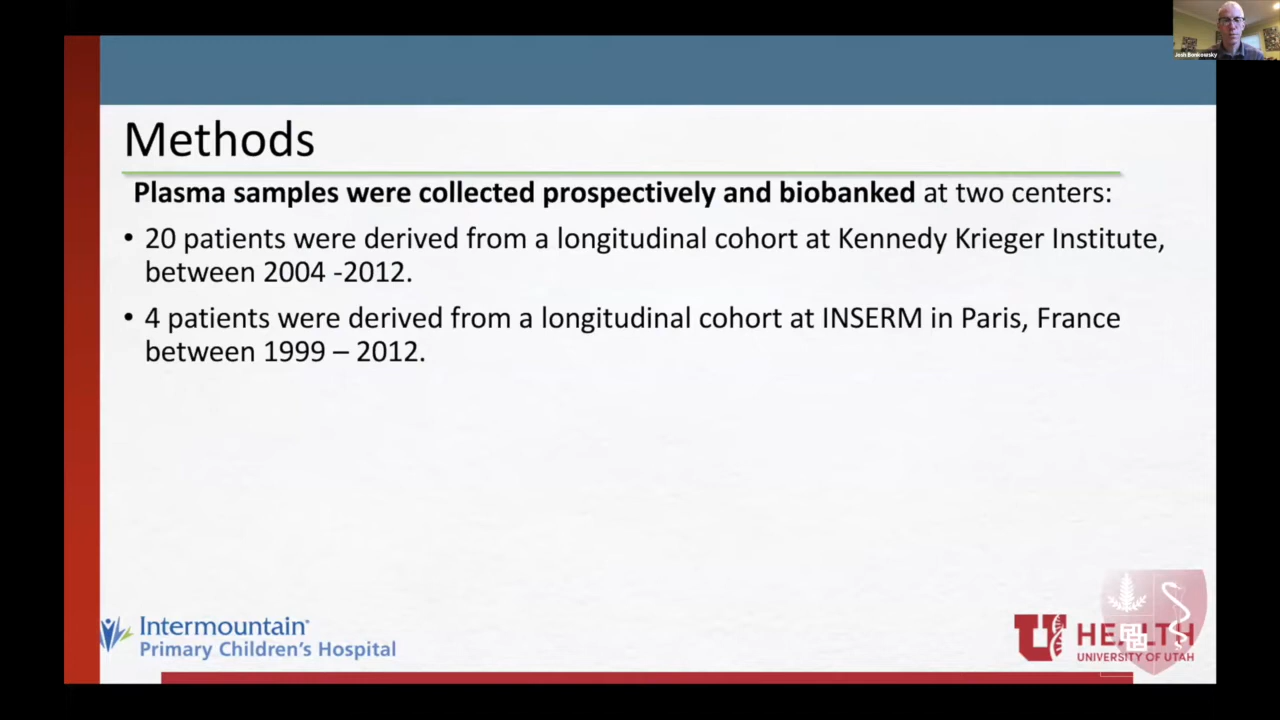 Josh Bonkowsky
Methods
Plasma samples were collected prospectively and biobanked at two centers:
• 20 patients were derived from a longitudinal cohort at Kennedy Krieger Institute,
between 2004 -2012.
• 4 patients were derived from a longitudinal cohort at INSERM in Paris, France
between 1999 – 2012.
Intermountain
Primary Children's Hospital
U HEALTH
UNIVERSITY OF UTAH